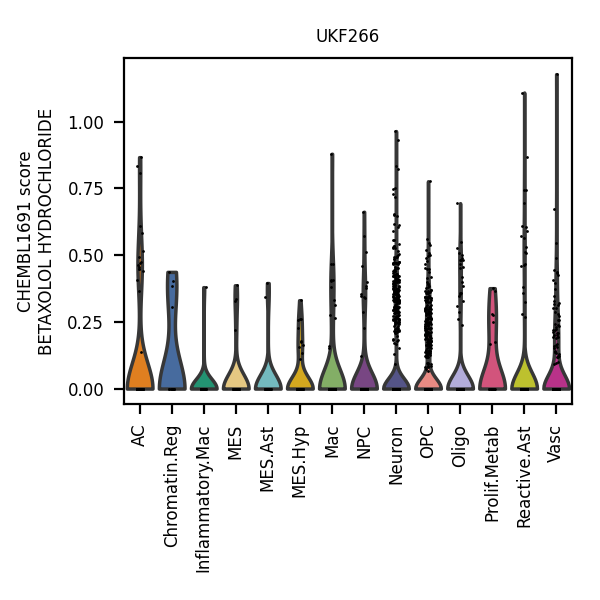 UKF266
CHEMBL1691 score
BETAXOLOL HYDROCHLORIDE
1.00
0.75
0.50
0.25
0.00
AC
Chromatin.Reg
Inflammatory.Mac
MES
MES.Ast
MES.Hyp
Mac
NPC
Neuron
OPC
Oligo
Prolif.Metab
Reactive.Ast
Vasc